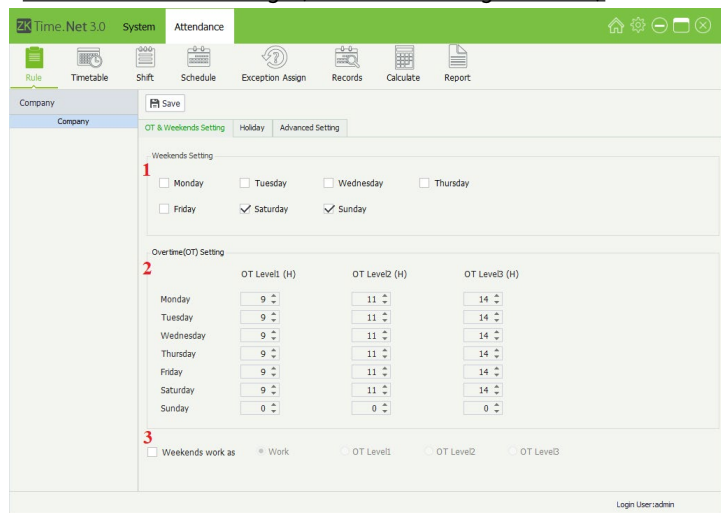 ZK Time.Net 3.0 System Attendance
Rule Timetable Shift Schedule Exception Assign Records Calculate Report
Company Save
Company
OT & Weekends Setting Holiday Advanced Setting
Weekends Setting
1
Monday Tuesday Wednesday Thursday
Friday Saturday Sunday
Overtime(OT) Setting
2
OT Level1 (H) OT Level2 (H) OT Level3 (H)
Monday 9 11 14
Tuesday 9 11 14
Wednesday 9 11 14
Thursday 9 11 14
Friday 9 11 14
Saturday 9 11 14
Sunday 0 0 0
3
Weekends work as Work OT Level1 OT Level2 OT Level3
Login User:admin